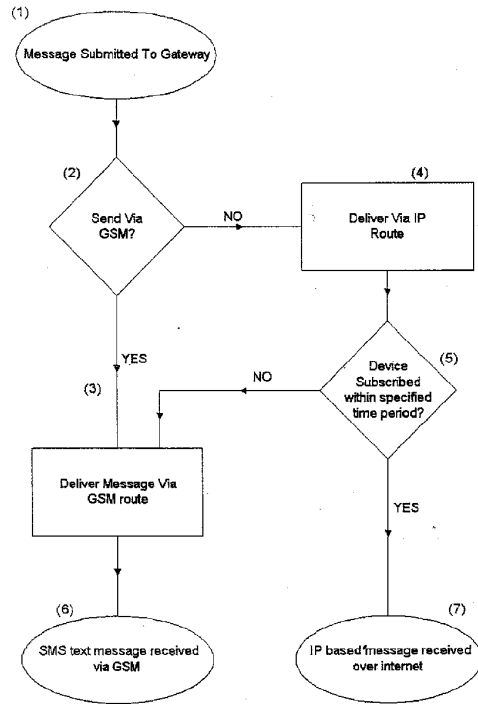 (1)
Message Submitted To Gateway
(2)
Send Via
GSM?
NO
(4)
Deliver Via IP
Route
YES
(3)
NO
(5)
Device
Subscribed
within specified
time period?
Deliver Message Via
GSM route
YES
(6)
SMS text message received
via GSM
(7)
IP based message received
over internet